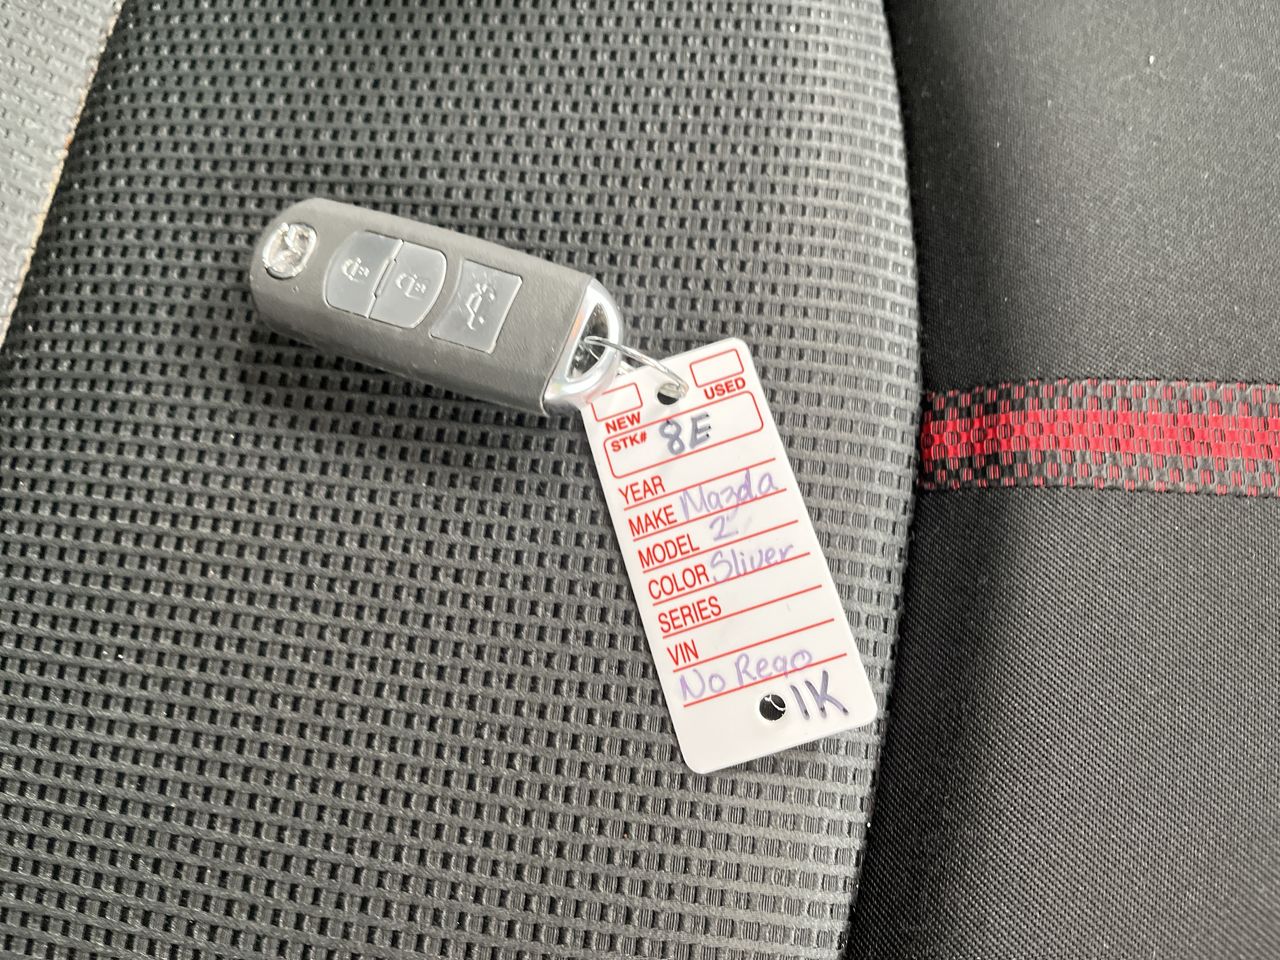 NEW USED
STK# 8E
YEAR
MAKE Mazda
MODEL 2
COLOR Sliver
SERIES
VIN
No Rego
1K